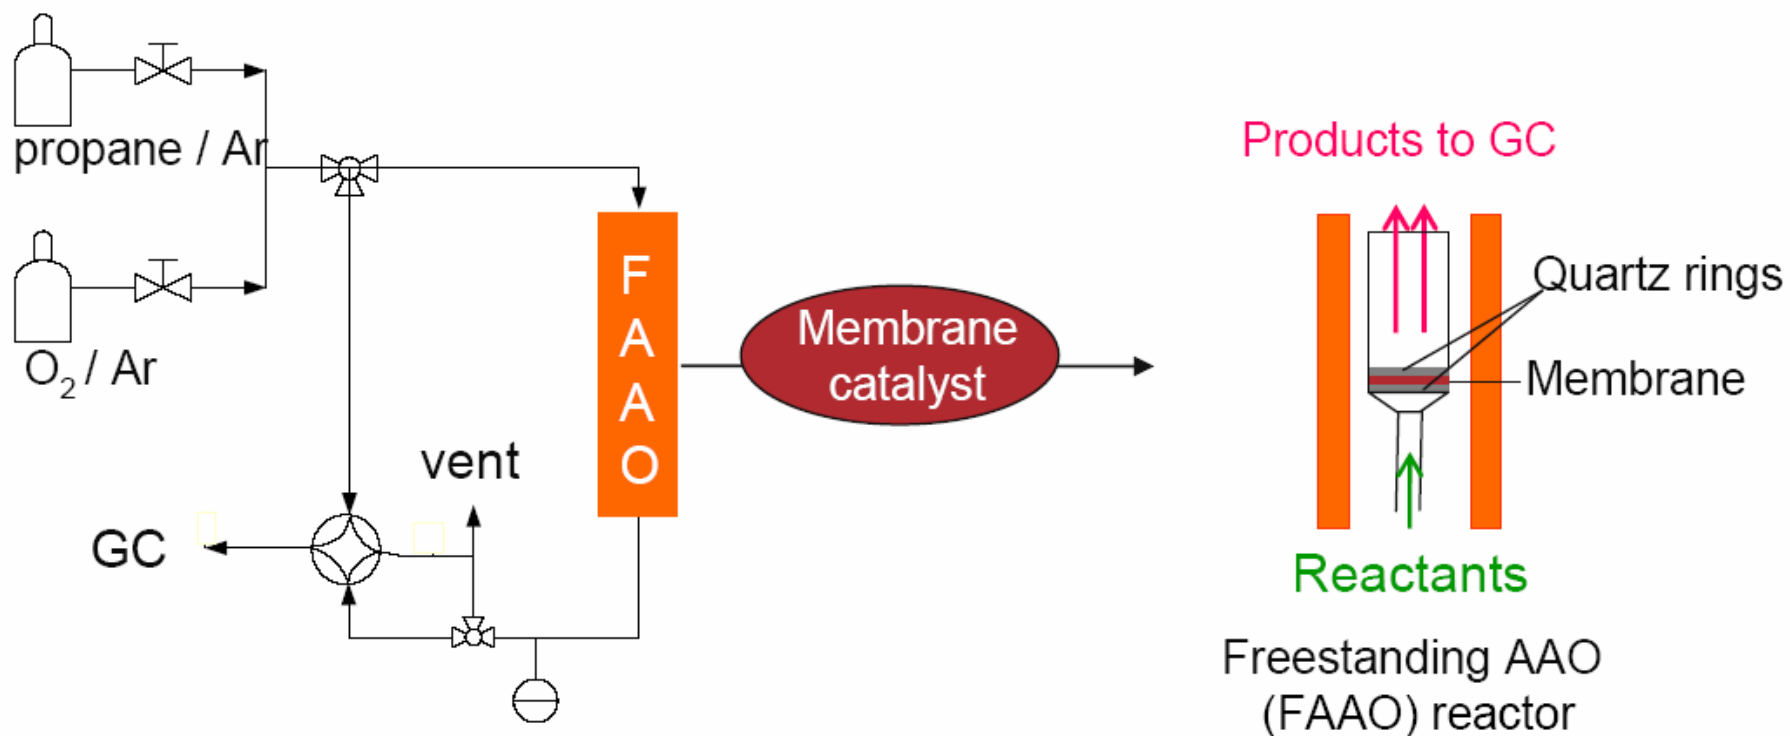 propane / Ar
O₂ / Ar
GC
vent
F
A
A
O
Membrane
catalyst
Products to GC
Quartz rings
Membrane
Reactants
Freestanding AAO
(FAAO) reactor